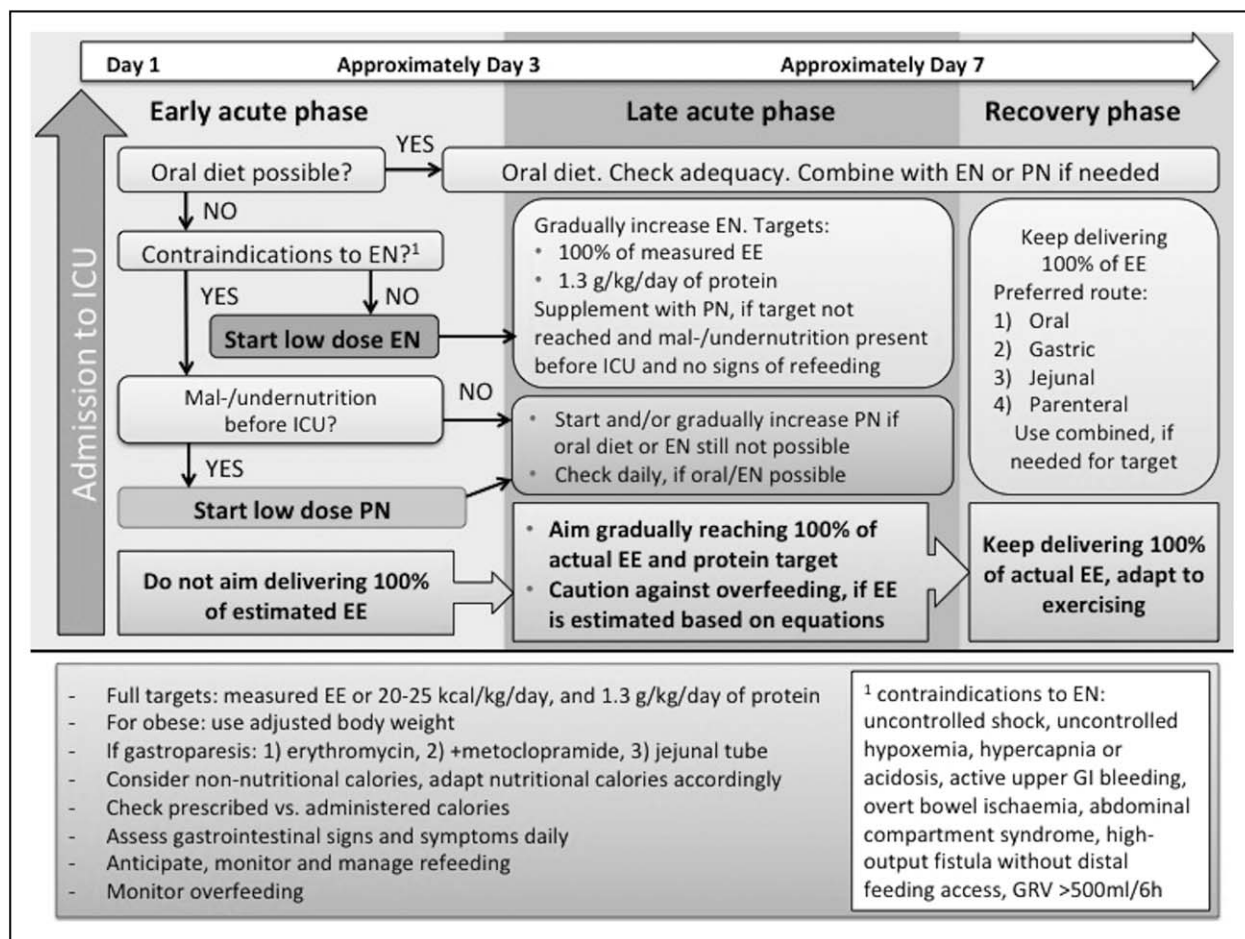 Day 1
Approximately Day 3
Approximately Day 7
Admission to ICU
Early acute phase
Late acute phase
Recovery phase
Oral diet possible?
YES
Oral diet. Check adequacy. Combine with EN or PN if needed
NO
Contraindications to EN?¹
YES
NO
Start low dose EN
Gradually increase EN. Targets:
• 100% of measured EE
• 1.3 g/kg/day of protein
Supplement with PN, if target not
reached and mal-/undernutrition present
before ICU and no signs of refeeding
Keep delivering
100% of EE
Preferred route:
1) Oral
2) Gastric
3) Jejunal
4) Parenteral
Use combined, if
needed for target
Mal-/undernutrition
before ICU?
NO
YES
Start low dose PN
• Start and/or gradually increase PN if
oral diet or EN still not possible
• Check daily, if oral/EN possible
Do not aim delivering 100%
of estimated EE
• Aim gradually reaching 100% of
actual EE and protein target
• Caution against overfeeding, if EE
is estimated based on equations
Keep delivering 100%
of actual EE, adapt to
exercising
- Full targets: measured EE or 20-25 kcal/kg/day, and 1.3 g/kg/day of protein
- For obese: use adjusted body weight
- If gastroparesis: 1) erythromycin, 2) +metoclopramide, 3) jejunal tube
- Consider non-nutritional calories, adapt nutritional calories accordingly
- Check prescribed vs. administered calories
- Assess gastrointestinal signs and symptoms daily
- Anticipate, monitor and manage refeeding
- Monitor overfeeding
¹ contraindications to EN:
uncontrolled shock, uncontrolled
hypoxemia, hypercapnia or
acidosis, active upper GI bleeding,
overt bowel ischaemia, abdominal
compartment syndrome, high-
output fistula without distal
feeding access, GRV >500ml/6h